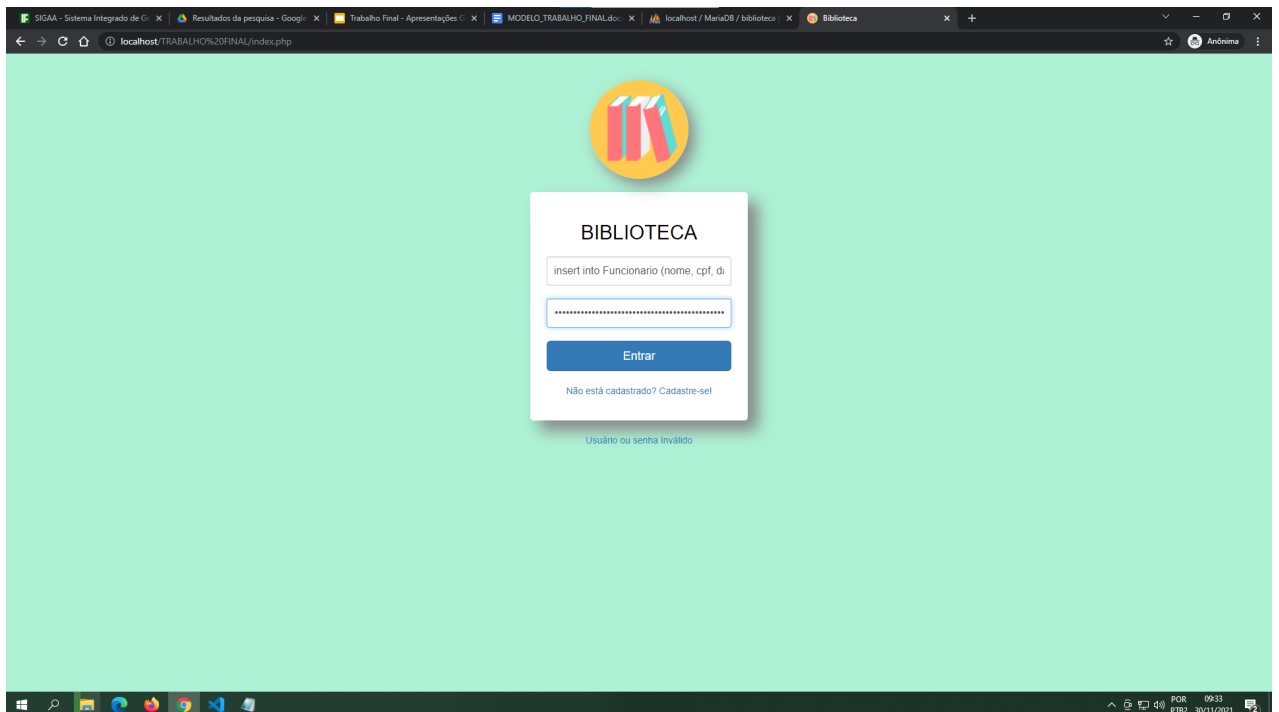 SIGAA - Sistema Integrado de Ge
Resultados da pesquisa - Google
Trabalho Final - Apresentações G
MODELO_TRABALHO_FINAL.doc
localhost / MariaDB / biblioteca |
Biblioteca
localhost/TRABALHO%20FINAL/index.php
Anônima
BIBLIOTECA
insert into Funcionario (nome, cpf, da
Entrar
Não está cadastrado? Cadastre-se!
Usuário ou senha Inválido
POR
09:33
PTB2
30/11/2021